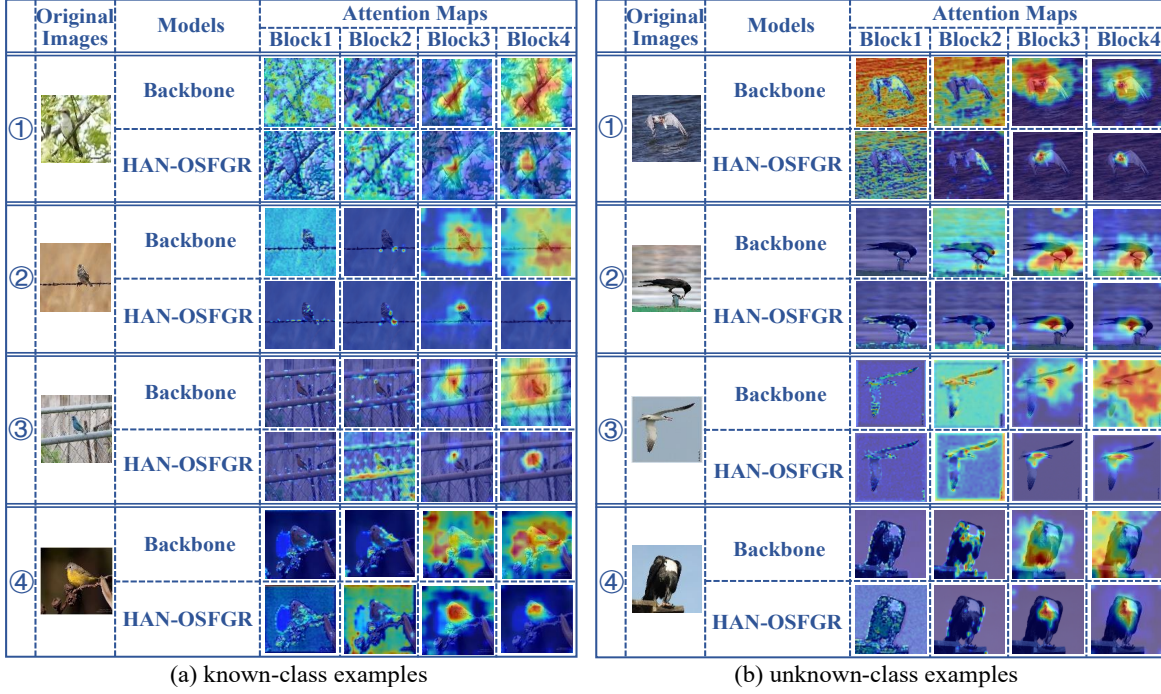 Original Images Models Attention Maps
Block1 Block2 Block3 Block4
① Backbone
HAN-OSFGR
② Backbone
HAN-OSFGR
③ Backbone
HAN-OSFGR
④ Backbone
HAN-OSFGR
(a) known-class examples
Original Images Models Attention Maps
Block1 Block2 Block3 Block4
① Backbone
HAN-OSFGR
② Backbone
HAN-OSFGR
③ Backbone
HAN-OSFGR
④ Backbone
HAN-OSFGR
(b) unknown-class examples